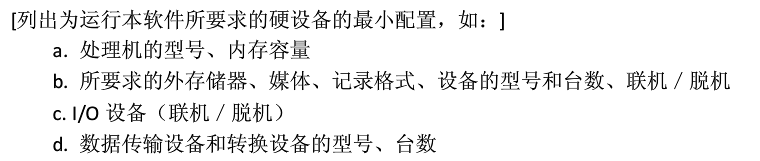 [列出为运行本软件所要求的硬设备的最小配置，如：]
a. 处理机的型号、内存容量
b. 所要求的外存储器、媒体、记录格式、设备的型号和台数、联机／脱机
c. I/O 设备（联机／脱机）
d. 数据传输设备和转换设备的型号、台数